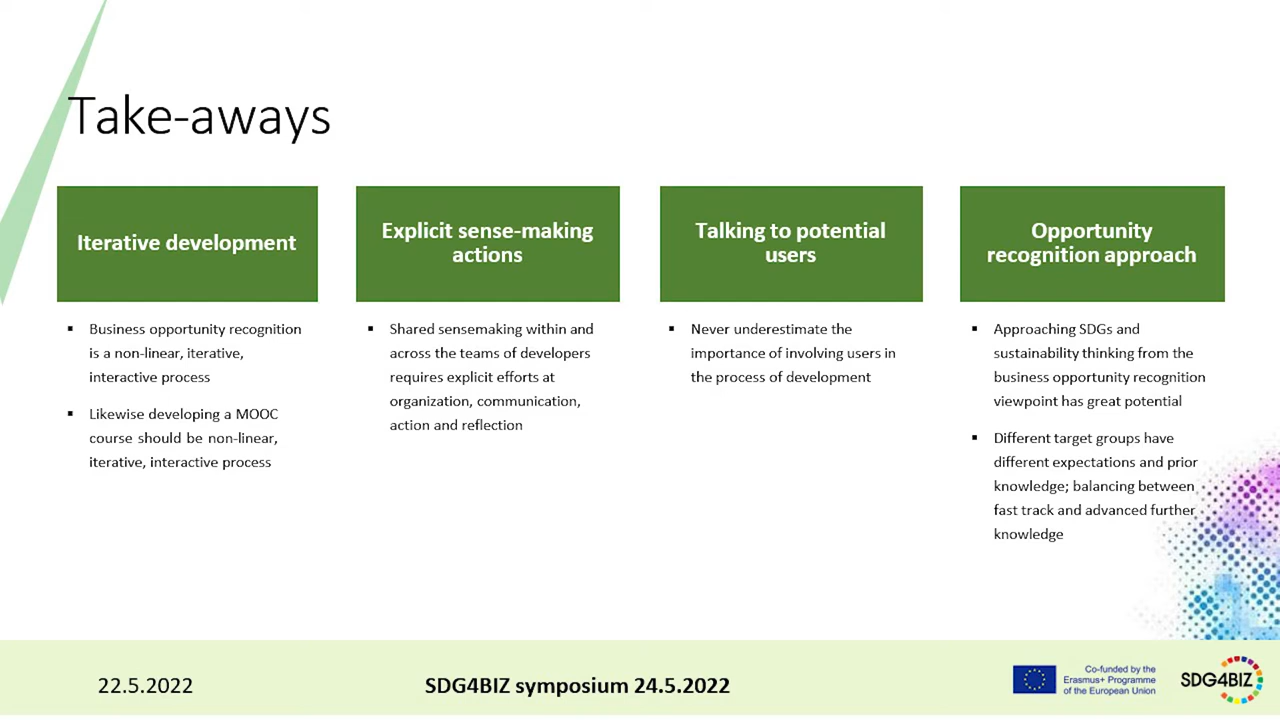 Take-aways
Iterative development
▪ Business opportunity recognition
is a non-linear, iterative,
interactive process
▪ Likewise developing a MOOC
course should be non-linear,
iterative, interactive process
Explicit sense-making
actions
▪ Shared sensemaking within and
across the teams of developers
requires explicit efforts at
organization, communication,
action and reflection
Talking to potential
users
▪ Never underestimate the
importance of involving users in
the process of development
Opportunity
recognition approach
▪ Approaching SDGs and
sustainability thinking from the
business opportunity recognition
viewpoint has great potential
▪ Different target groups have
different expectations and prior
knowledge; balancing between
fast track and advanced further
knowledge
22.5.2022
SDG4BIZ symposium 24.5.2022
Co-funded by the
Erasmus+ Programme
of the European Union
SDG4BIZ